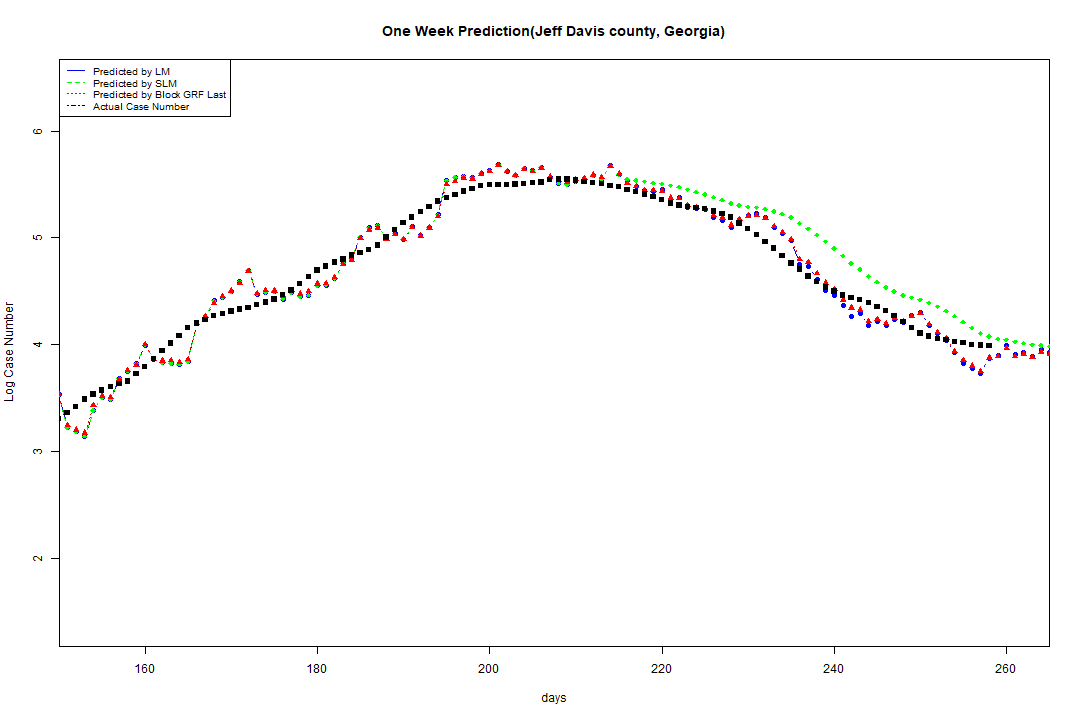 One Week Prediction(Jeff Davis county, Georgia)
Predicted by LM
Predicted by SLM
Predicted by Block GRF Last
Actual Case Number
6
5
4
3
2
Log Case Number
160 180 200 220 240 260
days